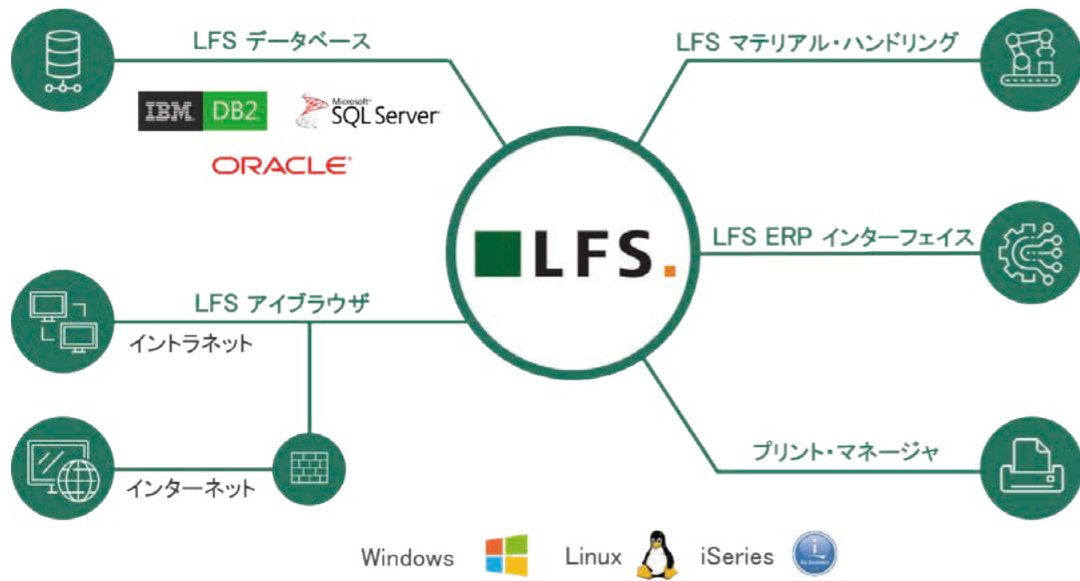 LFS データベース
IBM DB2
Microsoft SQL Server
ORACLE
LFS マテリアル・ハンドリング
LFS.
LFS ERP インターフェイス
LFS アイブラウザ
イントラネット
インターネット
プリント・マネージャ
Windows Linux iSeries